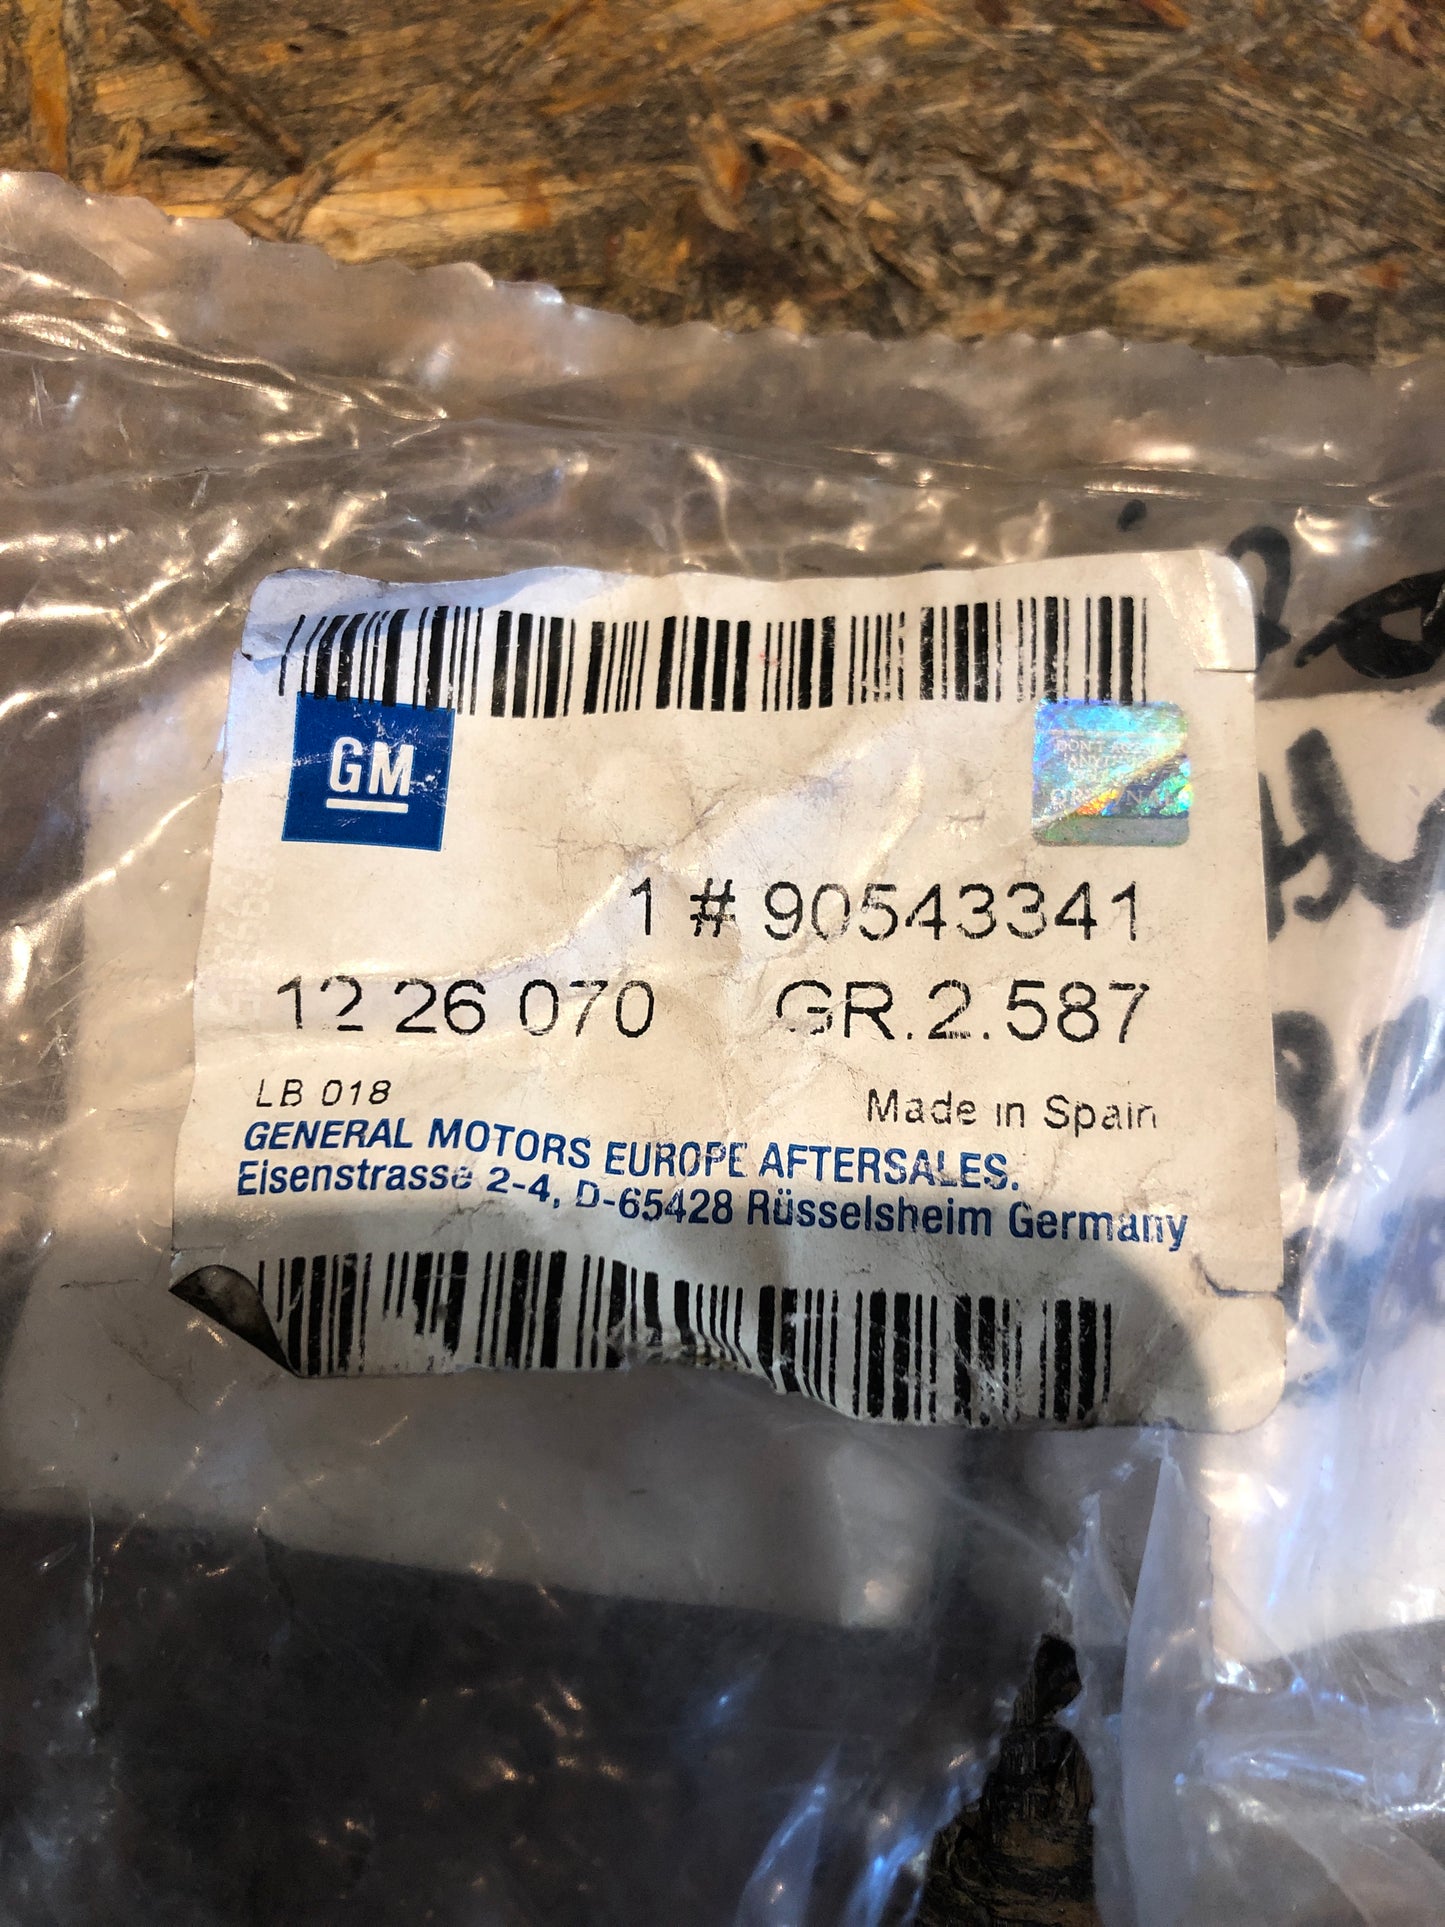 GM
1 # 90543341
12 26 070 GR.2.587
LB 018
Made in Spain
GENERAL MOTORS EUROPE AFTERSALES.
Eisenstrasse 2-4, D-65428 Rüsselsheim Germany